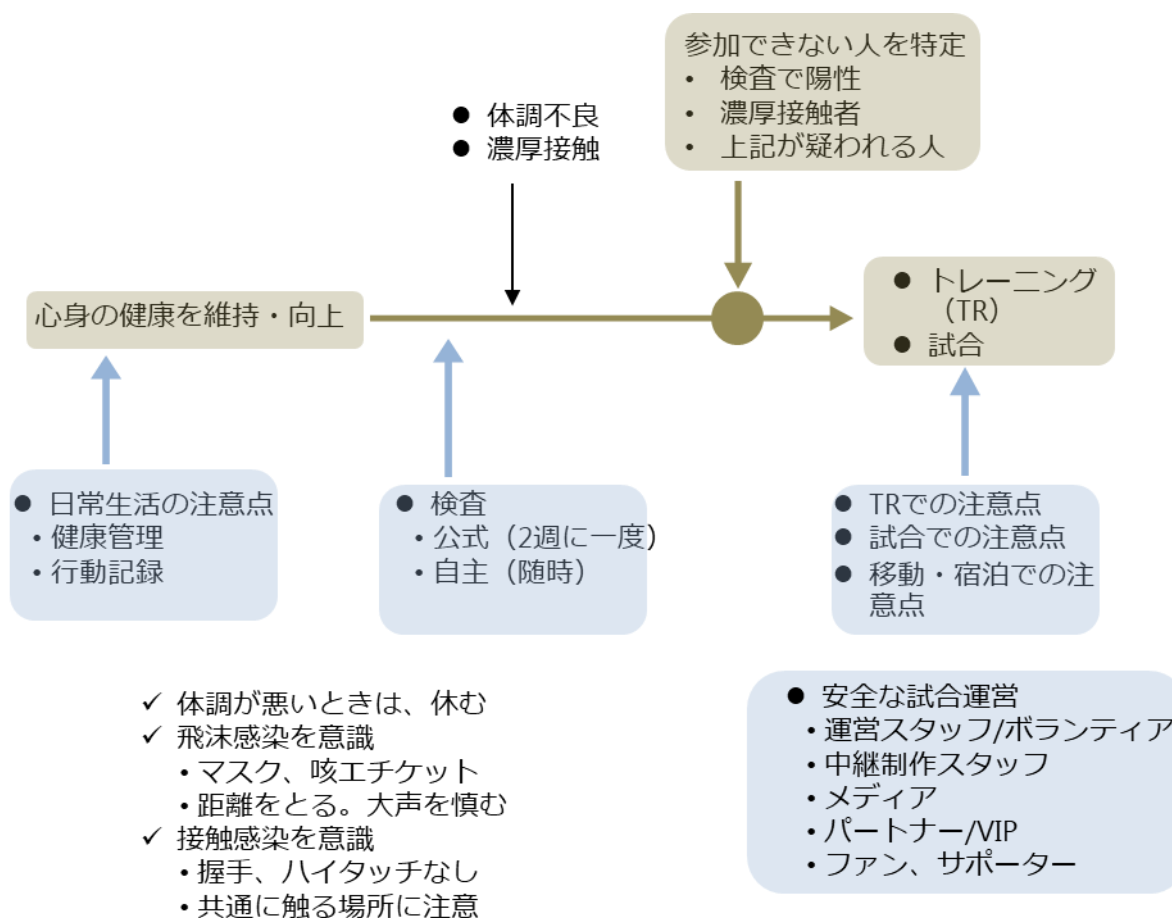 参加できない人を特定
• 検査で陽性
• 濃厚接触者
• 上記が疑われる人
● 体調不良
● 濃厚接触
心身の健康を維持・向上
● トレーニング
（TR）
● 試合
● 日常生活の注意点
・健康管理
・行動記録
● 検査
・公式（2週に一度）
・自主（随時）
● TRでの注意点
● 試合での注意点
● 移動・宿泊での注
意点
✓ 体調が悪いときは、休む
✓ 飛沫感染を意識
• マスク、咳エチケット
• 距離をとる。大声を慎む
✓ 接触感染を意識
• 握手、ハイタッチなし
• 共通に触る場所に注意
● 安全な試合運営
• 運営スタッフ/ボランティア
• 中継制作スタッフ
• メディア
• パートナー/VIP
• ファン、サポーター